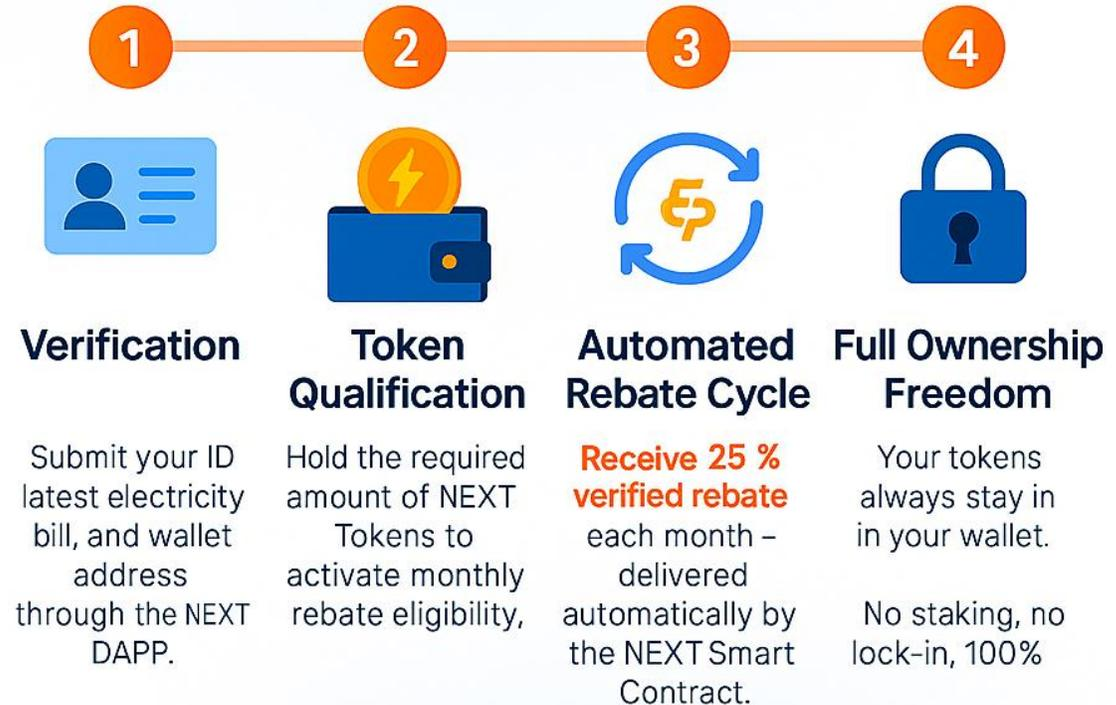 1
2
3
4
Verification
Submit your ID
latest electricity
bill, and wallet
address
through the NEXT
DAPP.
Token
Qualification
Hold the required
amount of NEXT
Tokens to
activate monthly
rebate eligibility,
Automated
Rebate Cycle
Receive 25 %
verified rebate
each month –
delivered
automatically by
the NEXT Smart
Contract.
Full Ownership
Freedom
Your tokens
always stay in
in your wallet.
No staking, no
lock-in, 100%